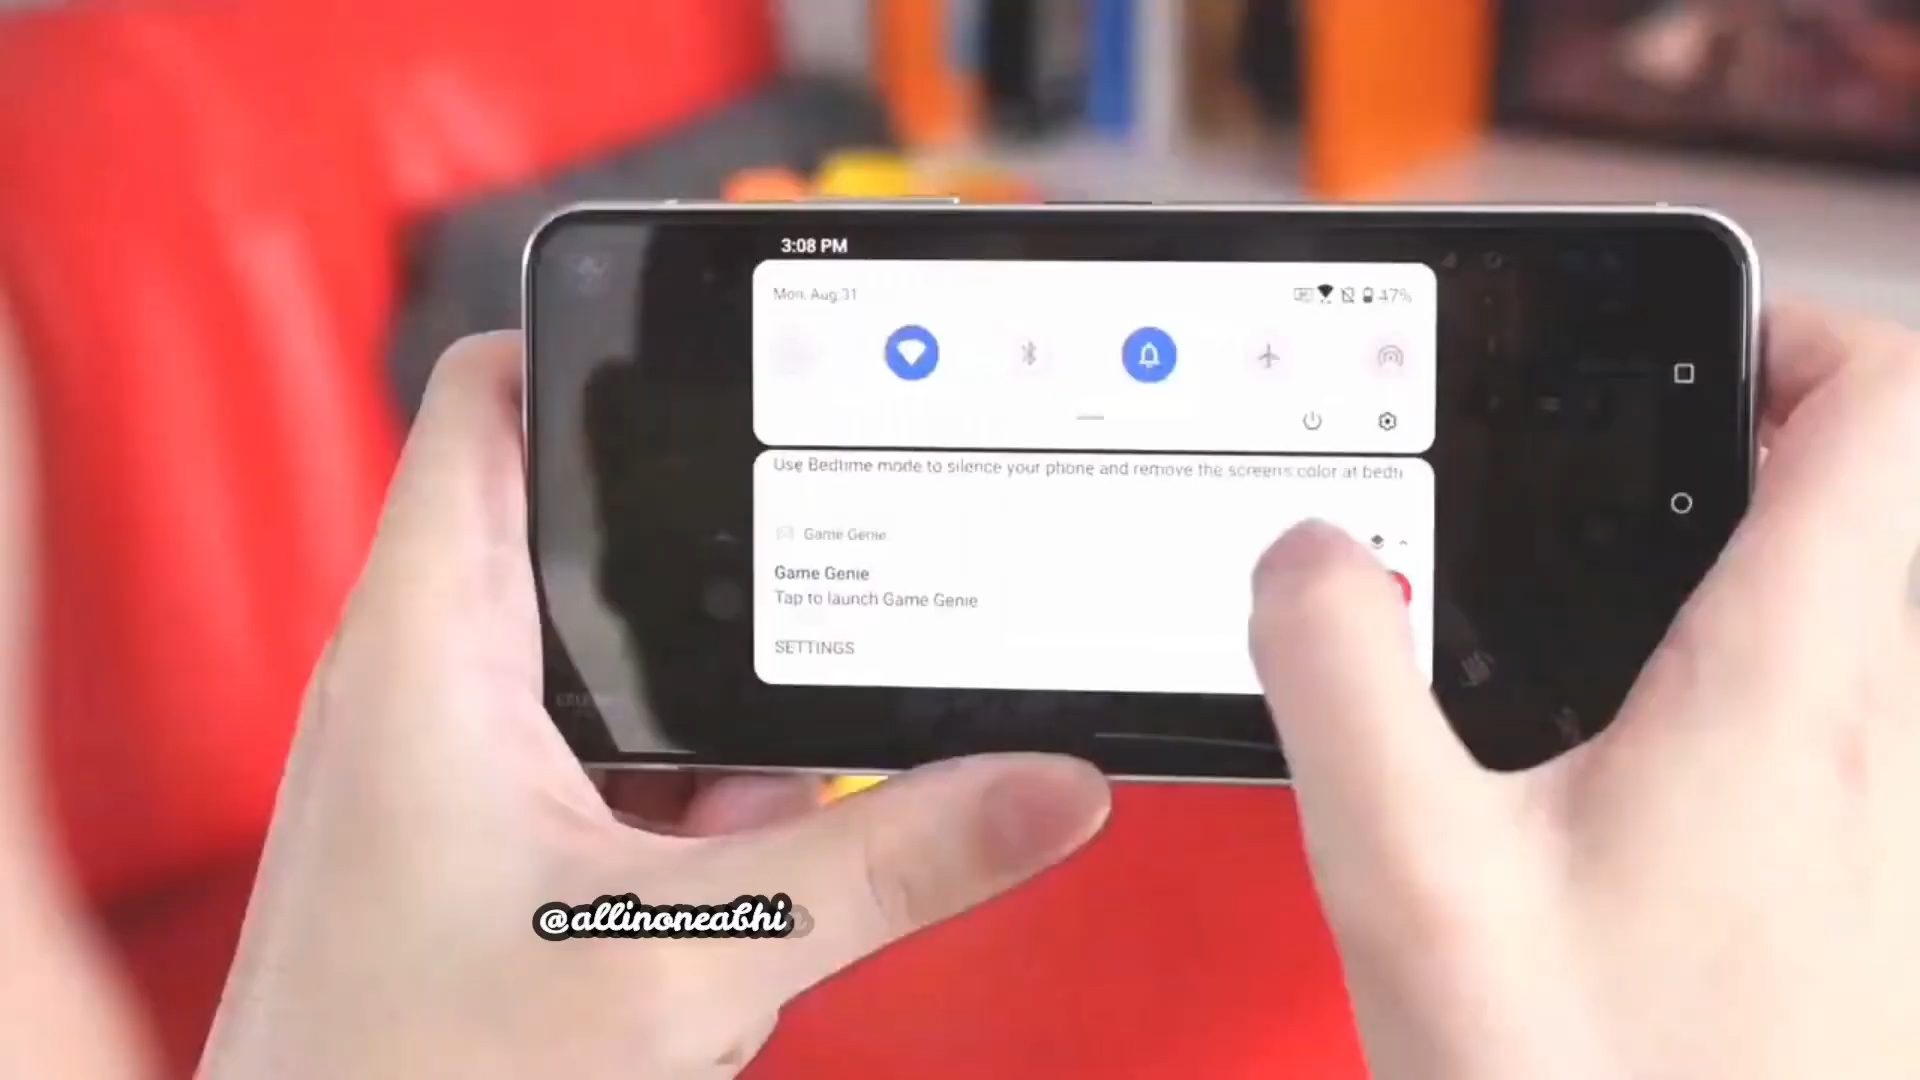 3:08 PM
Mon, Aug 31
47%
Use Bedtime mode to silence your phone and remove the screen's color at bedti
Game Genie
Game Genie
Tap to launch Game Genie
SETTINGS
@allinoneabhi